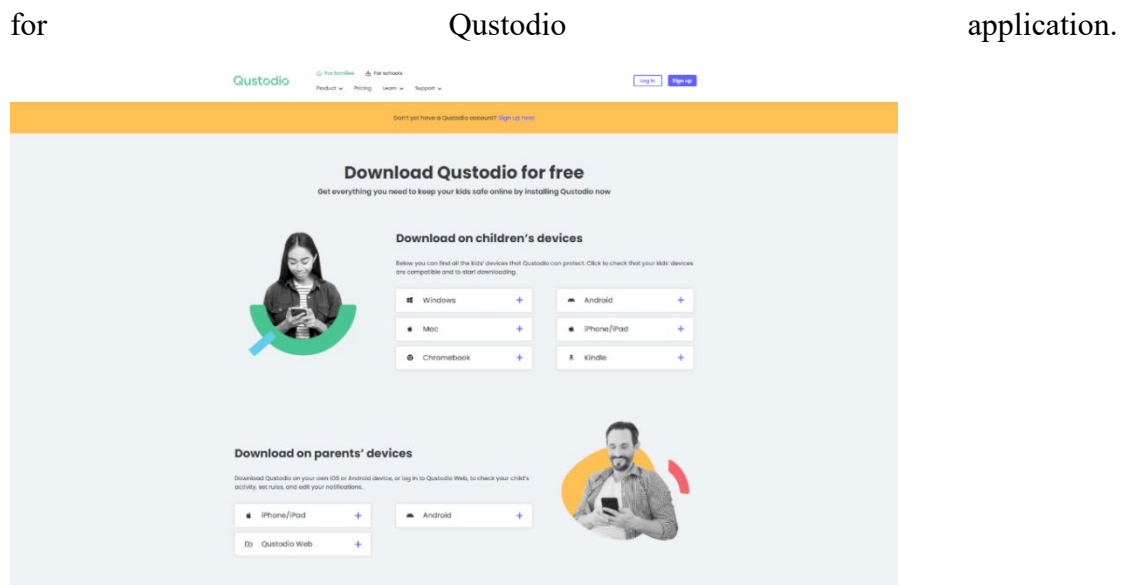 for Qustodio application.
Qustodio
For families For schools
Product Pricing Learn Support
Log in Sign up
Don't yet have a Qustodio account? Sign up here
Download Qustodio for free
Get everything you need to keep your kids safe online by installing Qustodio now
Download on children's devices
Below you can find all the kids' devices that Qustodio can protect. Click to check that your kids' devices
are compatible and to start downloading.
Windows +
Android +
Mac +
iPhone/iPad +
Chromebook +
Kindle +
Download on parents' devices
Download Qustodio on your own iOS or Android device, or log in to Qustodio Web, to check your child's
activity, set rules, and edit your notifications.
iPhone/iPad +
Android +
Qustodio Web +